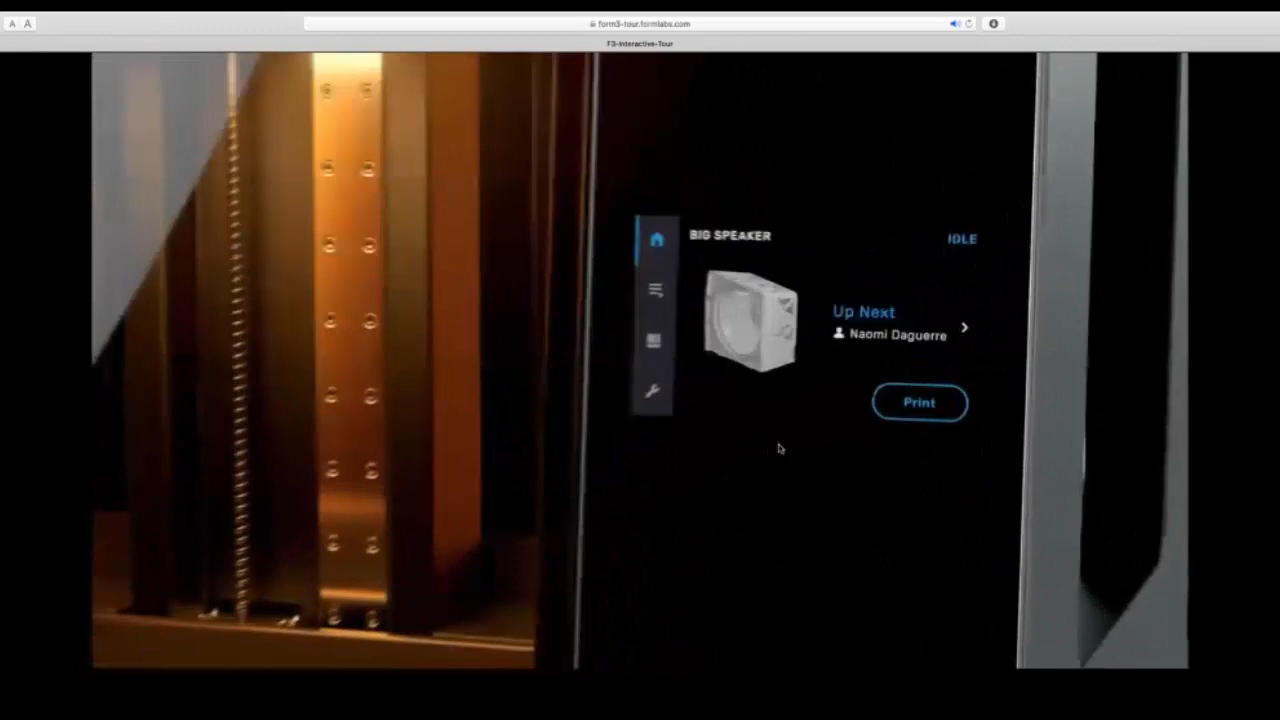 A A
form3-tour.formlabs.com
F3-Interactive-Tour
BIG SPEAKER
IDLE
Up Next
Naomi Daguerre
Print